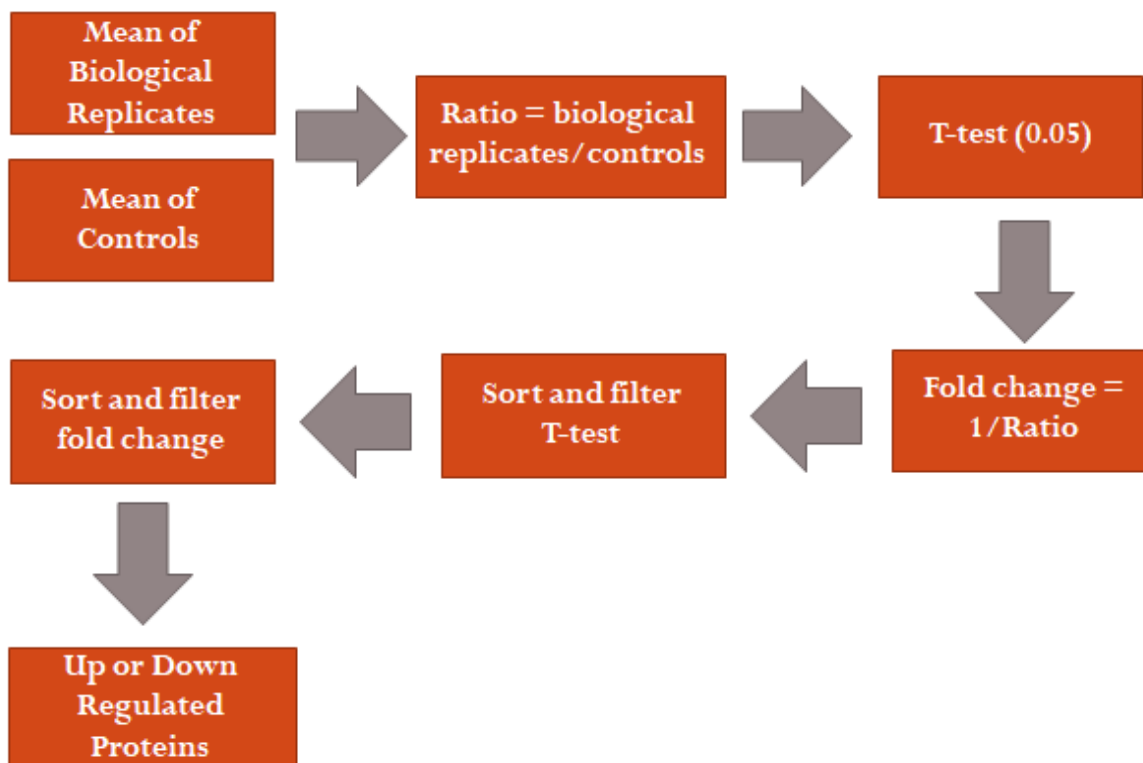 Mean of
Biological
Replicates
Mean of
Controls
Ratio = biological
replicates/controls
T-test (0.05)
Fold change =
1/Ratio
Sort and filter
T-test
Sort and filter
fold change
Up or Down
Regulated
Proteins